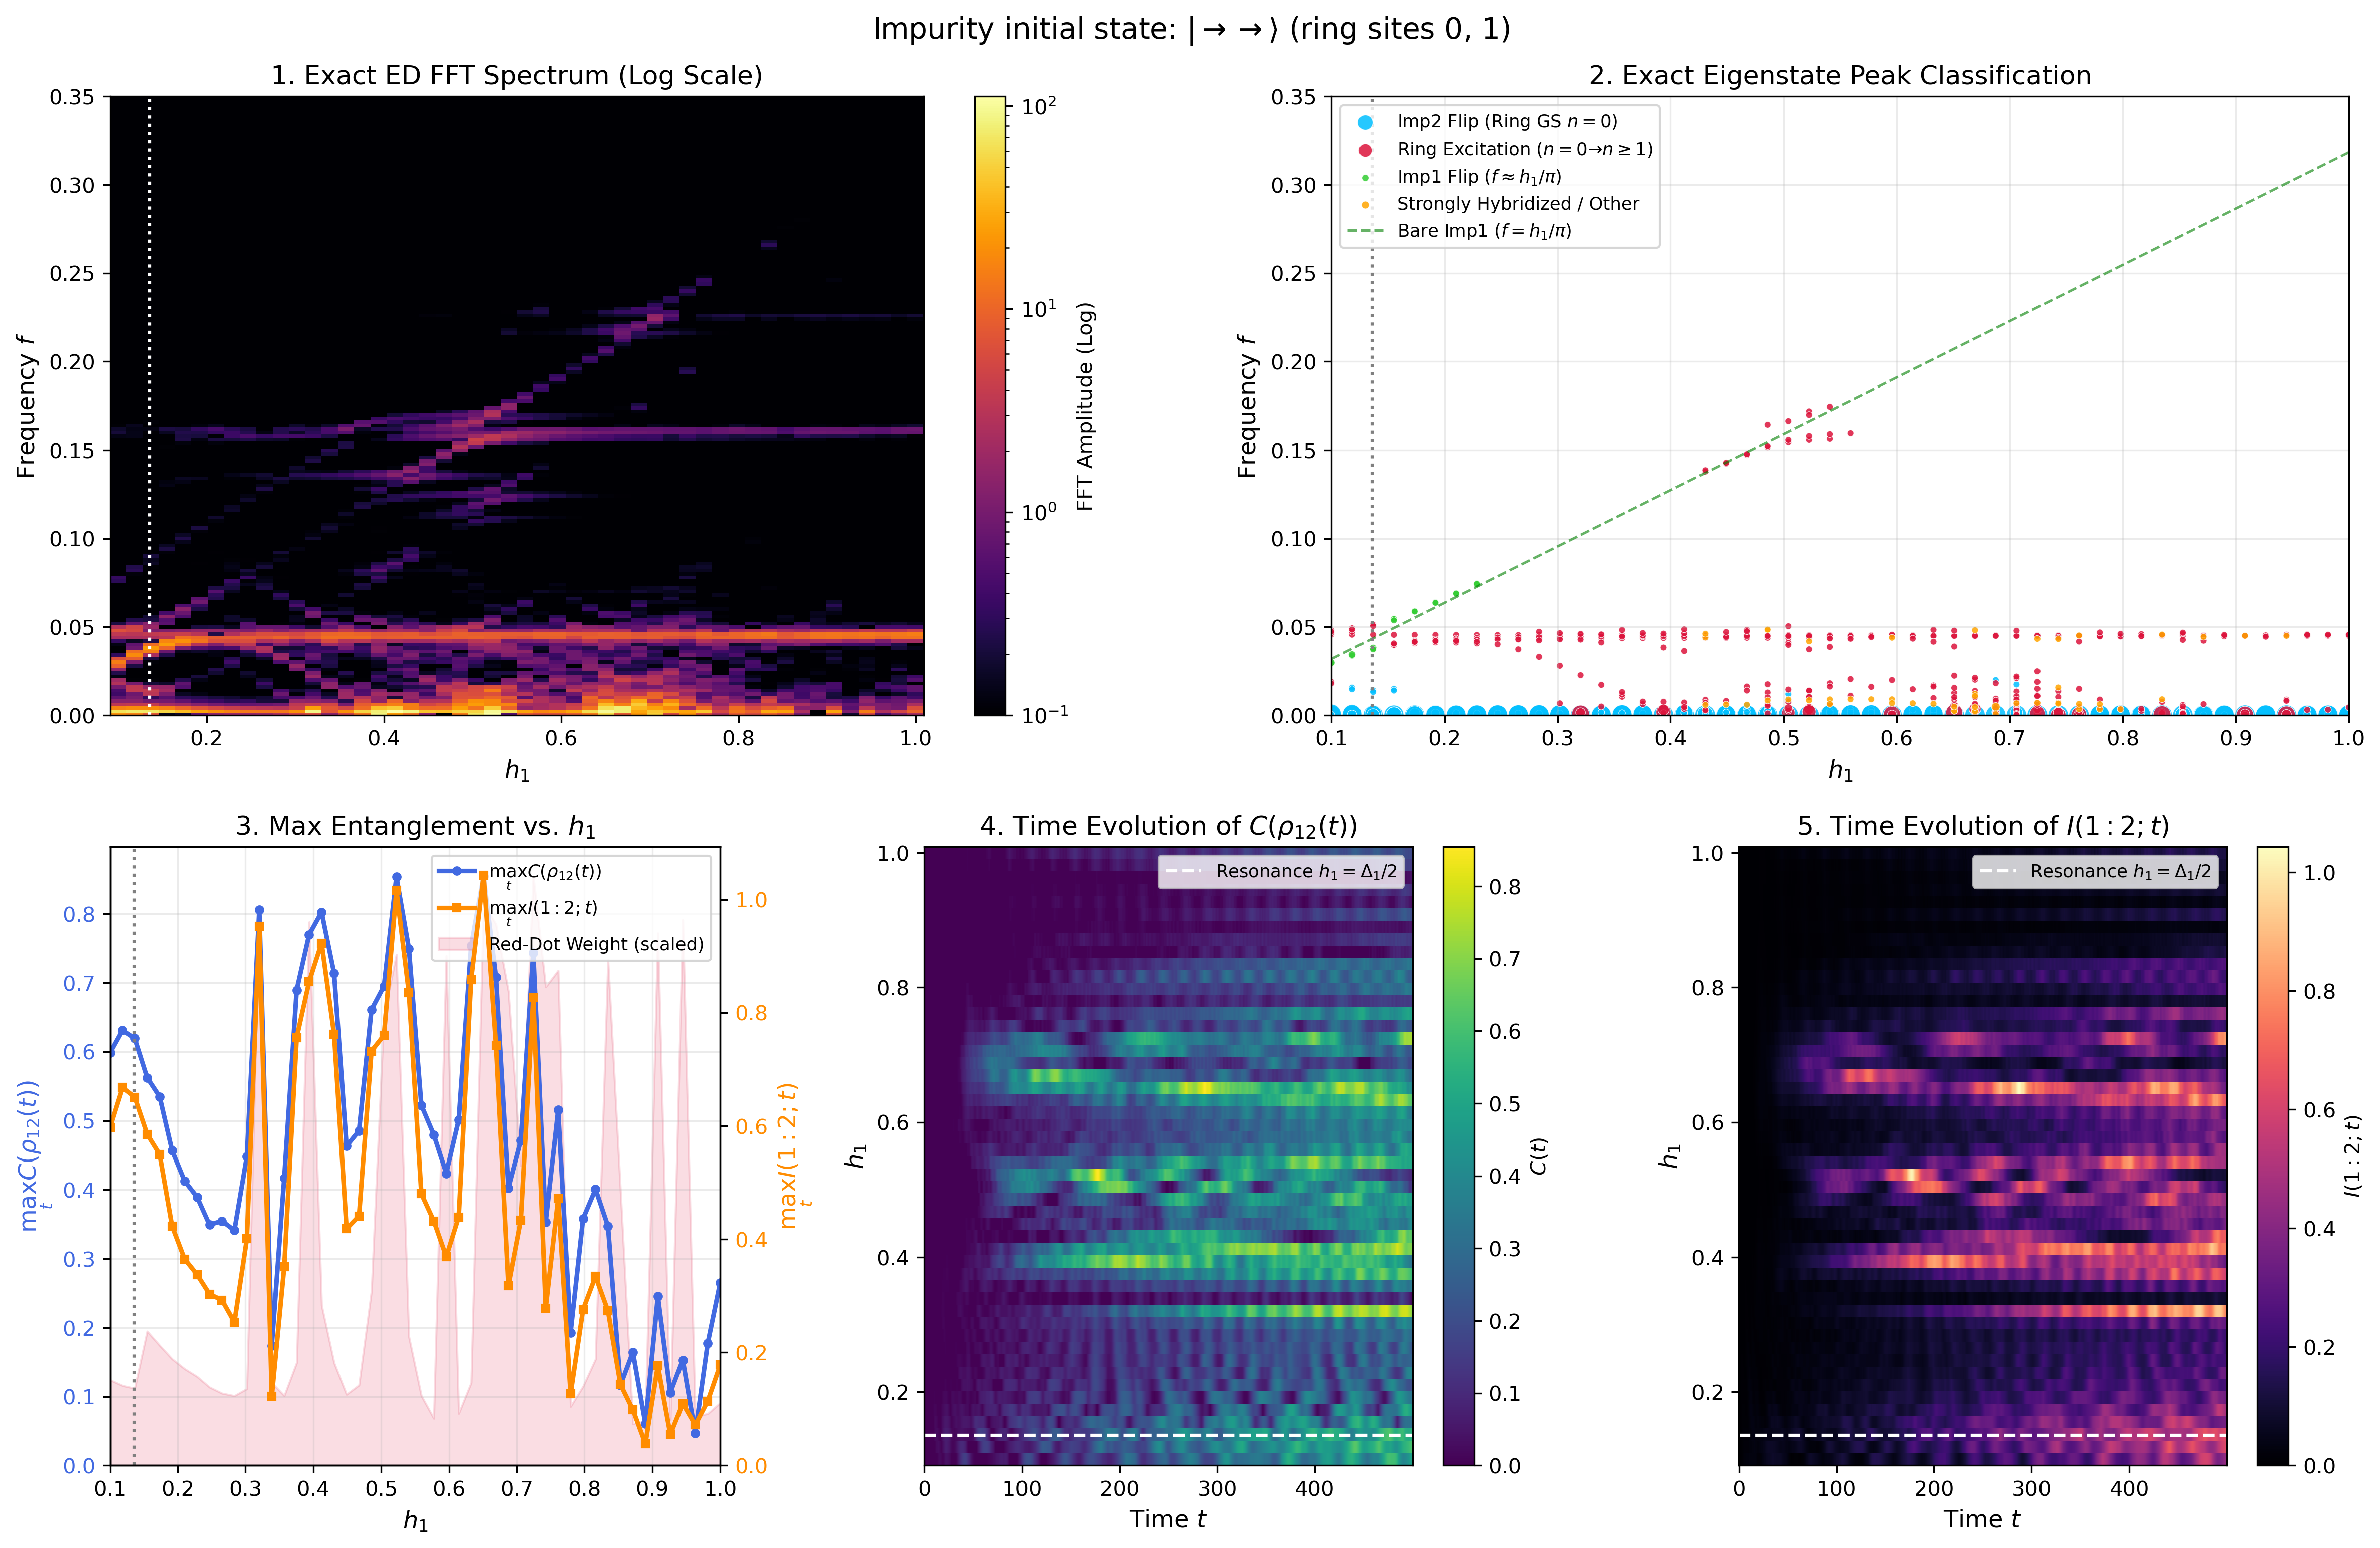 Impurity initial state: |→→⟩ (ring sites 0, 1)
1. Exact ED FFT Spectrum (Log Scale)
Frequency f
0.35
0.30
0.25
0.20
0.15
0.10
0.05
0.00
0.2
0.4
0.6
0.8
1.0
h₁
10²
10¹
10⁰
10⁻¹
FFT Amplitude (Log)
2. Exact Eigenstate Peak Classification
Frequency f
0.35
0.30
0.25
0.20
0.15
0.10
0.05
0.00
Imp2 Flip (Ring GS n = 0)
Ring Excitation (n = 0→n ≥ 1)
Imp1 Flip (f ≈ h₁/π)
Strongly Hybridized / Other
Bare Imp1 (f = h₁/π)
0.1
0.2
0.3
0.4
0.5
0.6
0.7
0.8
0.9
1.0
h₁
3. Max Entanglement vs. h₁
max C(ρ₁₂(t))
t
0.8
0.7
0.6
0.5
0.4
0.3
0.2
0.1
0.0
max C(ρ₁₂(t))
t
max I(1 : 2; t)
t
Red-Dot Weight (scaled)
0.1
0.2
0.3
0.4
0.5
0.6
0.7
0.8
0.9
1.0
h₁
1.0
0.8
0.6
0.4
0.2
0.0
max I(1 : 2; t)
t
4. Time Evolution of C(ρ₁₂(t))
h₁
1.0
0.8
0.6
0.4
0.2
Resonance h₁ = Δ₁/2
0
100
200
300
400
Time t
0.8
0.7
0.6
0.5
0.4
0.3
0.2
0.1
0.0
C(t)
5. Time Evolution of I(1 : 2; t)
h₁
1.0
0.8
0.6
0.4
0.2
Resonance h₁ = Δ₁/2
0
100
200
300
400
Time t
1.0
0.8
0.6
0.4
0.2
0.0
I(1 : 2; t)